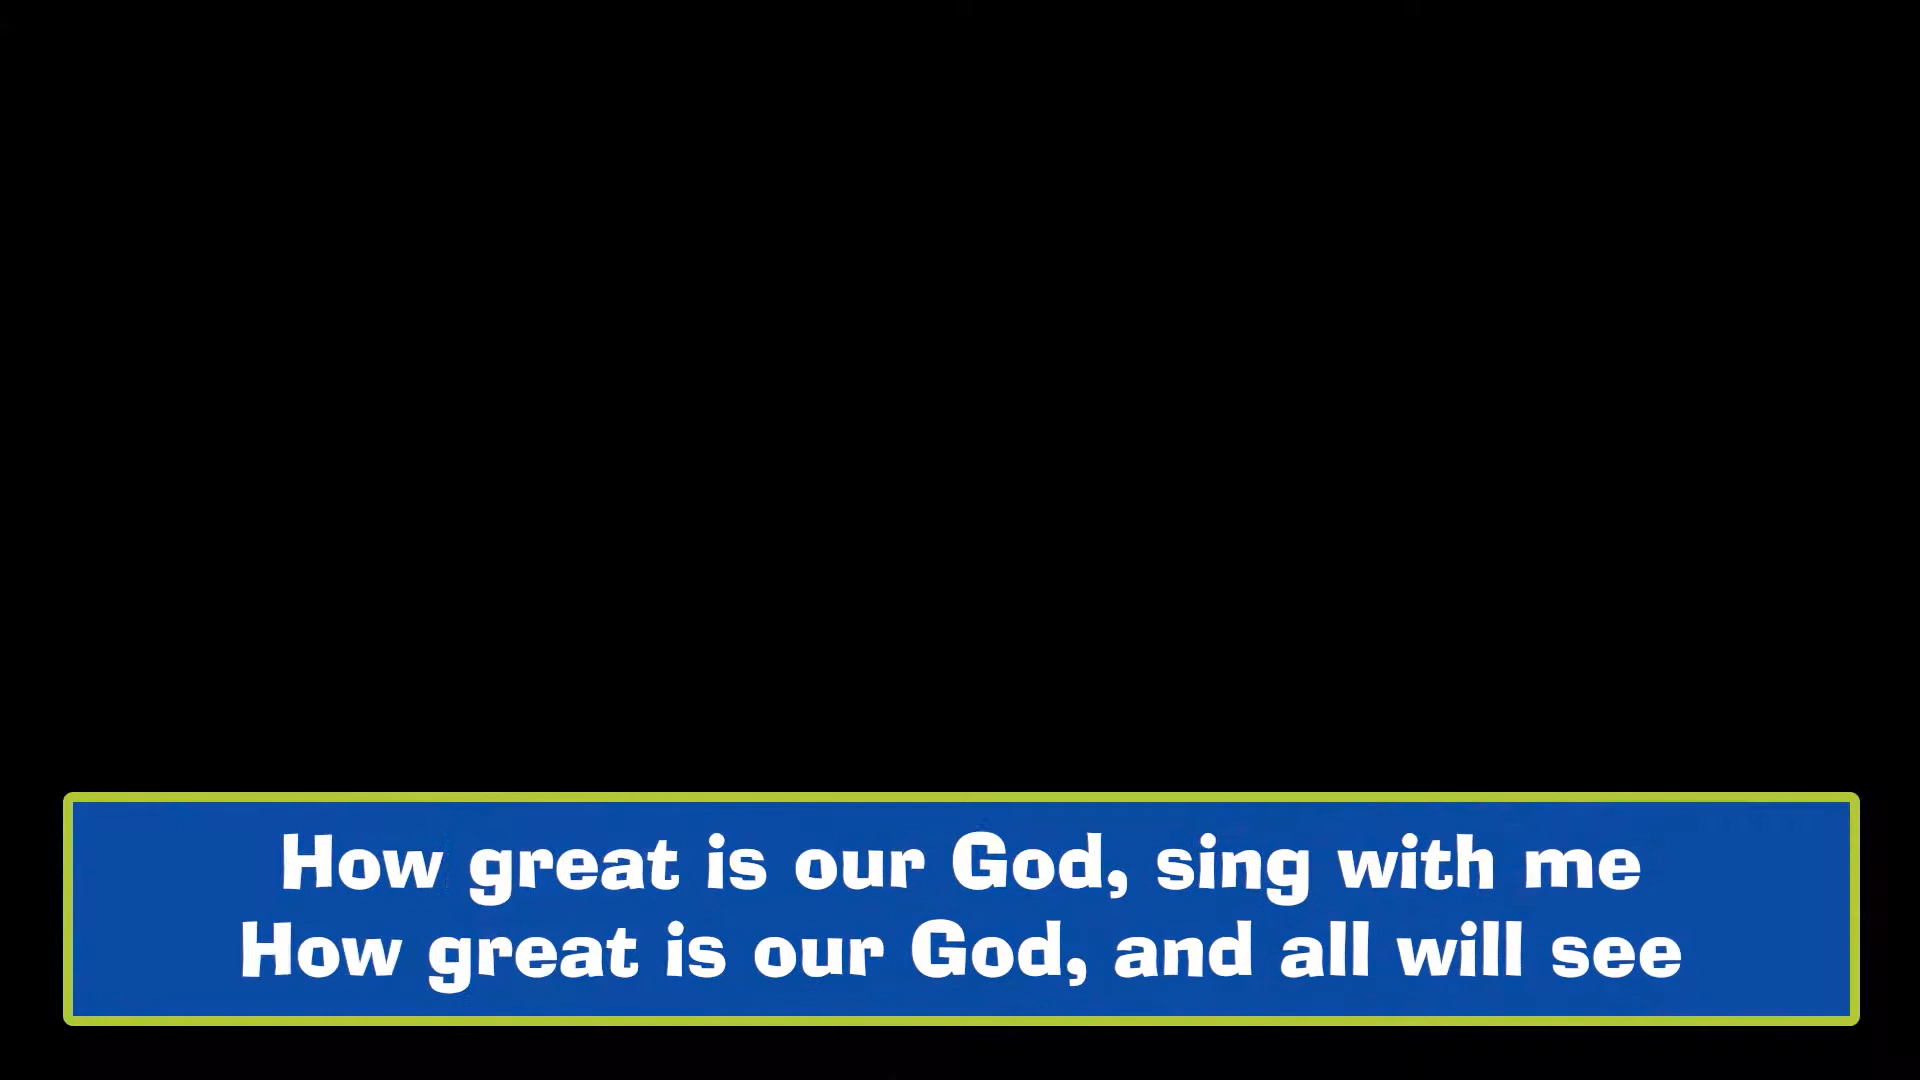 How great is our God, sing with me
How great is our God, and all will see